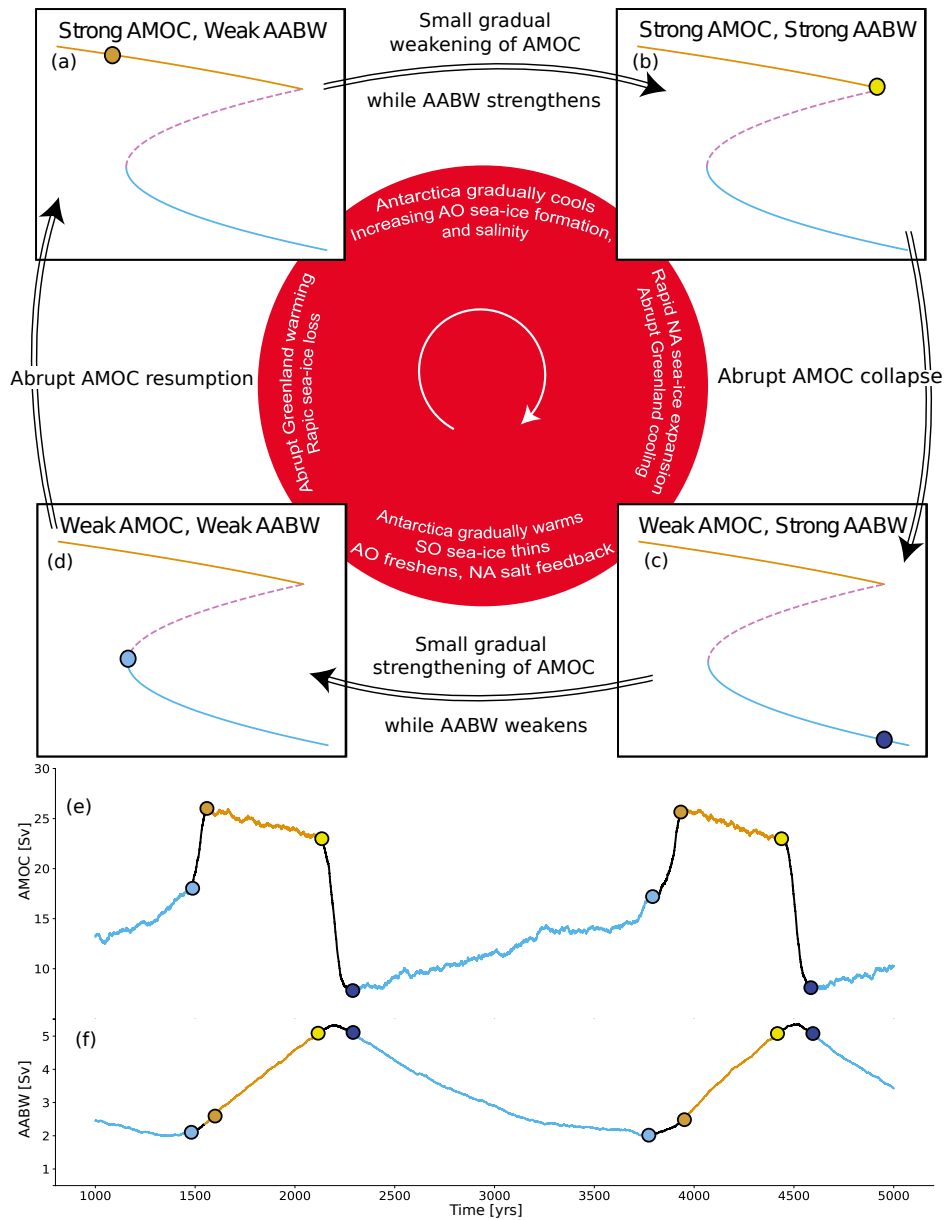 Strong AMOC, Weak AABW
(a)
Small gradual
weakening of AMOC
while AABW strengthens
Strong AMOC, Strong AABW
(b)
Antarctica gradually cools
Increasing AO sea-ice formation,
and salinity
Abrupt Greenland warming
Rapic sea-ice loss
Rapid NA sea-ice expansion
Abrupt Greenland cooling
Abrupt AMOC resumption
Abrupt AMOC collapse
Antarctica gradually warms
SO sea-ice thins
AO freshens, NA salt feedback
Weak AMOC, Weak AABW
(d)
Weak AMOC, Strong AABW
(c)
Small gradual
strengthening of AMOC
while AABW weakens
(e)
AMOC [Sv]
30
25
20
15
10
(f)
AABW [Sv]
5
4
3
2
1
1000 1500 2000 2500 3000 3500 4000 4500 5000
Time [yrs]